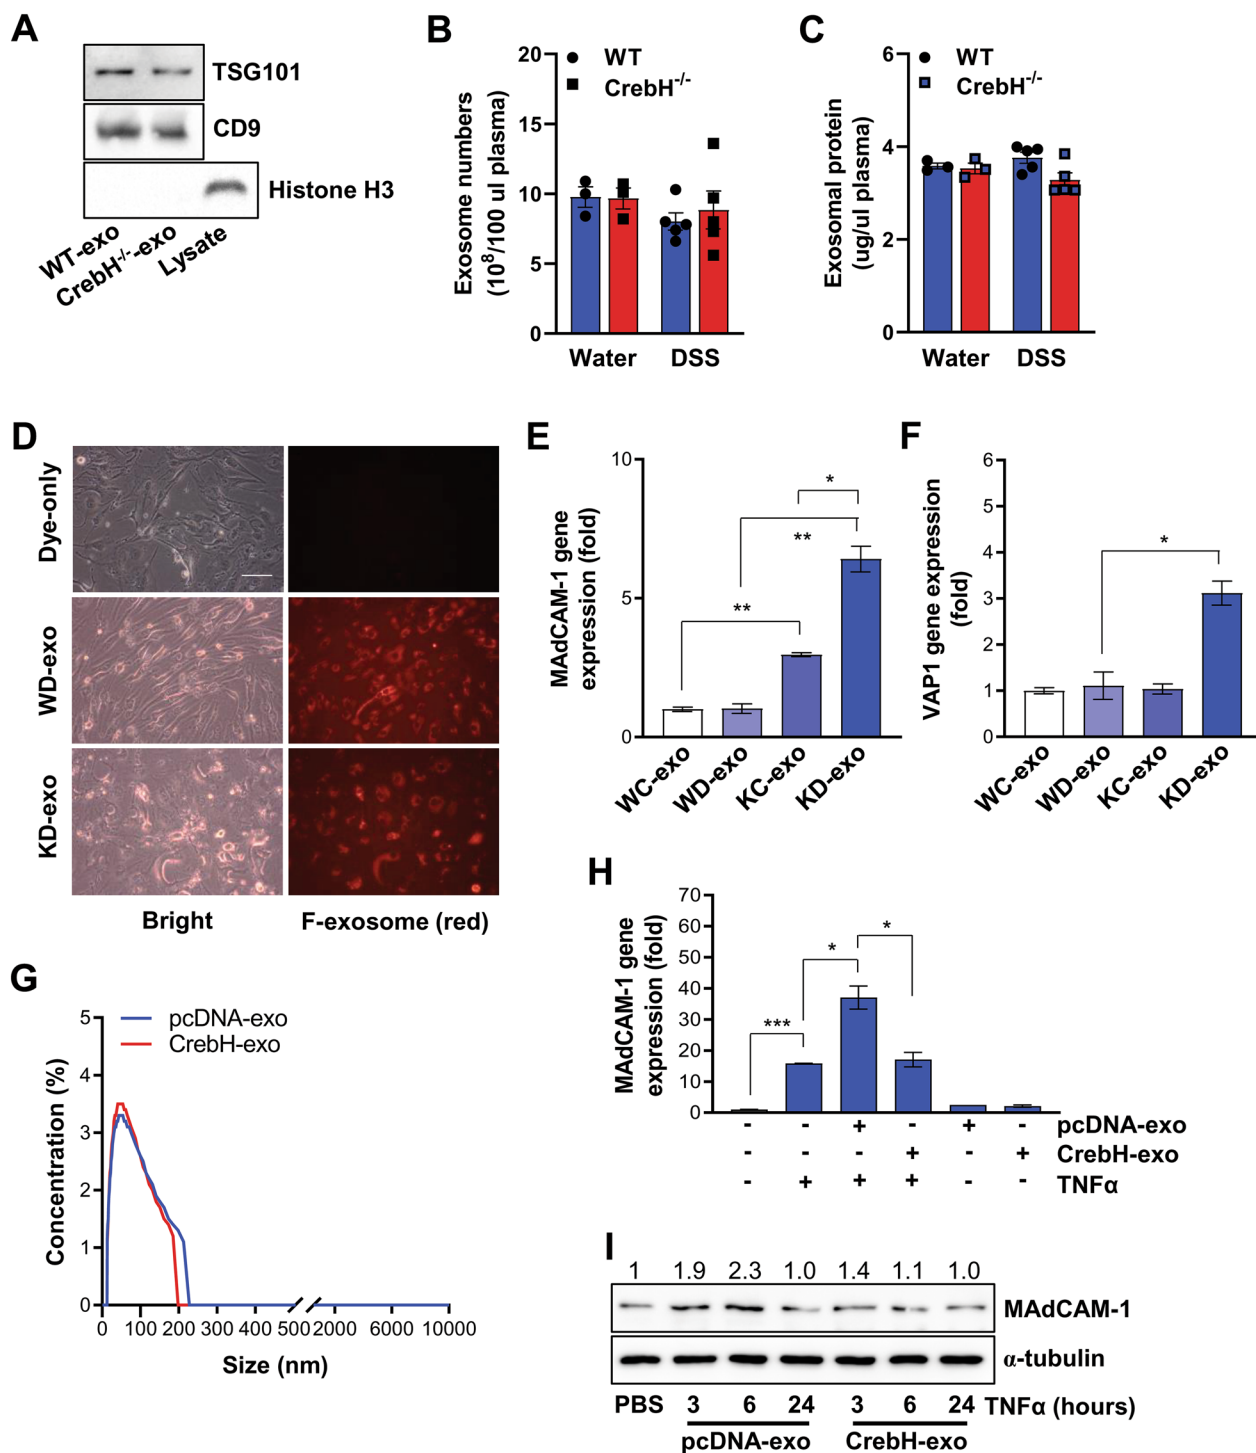 A
TSG101
CD9
Histone H3
WT-exo
CrebH-/--exo
Lysate
B
Exosome numbers
(10⁸/100 ul plasma)
20
15
10
5
0
WT
CrebH-/-
Water
DSS
C
Exosomal protein
(ug/ul plasma)
6
4
2
0
WT
CrebH-/-
Water
DSS
D
Dye-only
WD-exo
KD-exo
Bright
F-exosome (red)
E
MAdCAM-1 gene
expression (fold)
10
5
0
*
**
**
WC-exo
WD-exo
KC-exo
KD-exo
F
VAP1 gene expression
(fold)
6
5
4
3
2
1
0
*
WC-exo
WD-exo
KC-exo
KD-exo
G
Concentration (%)
5
4
3
2
1
0
pcDNA-exo
CrebH-exo
0 100 200 300 400 500 2000 6000 10000
Size (nm)
H
MAdCAM-1 gene
expression (fold)
70
60
50
40
30
20
10
0
***
*
*
- - + - + - pcDNA-exo
- - - + - + CrebH-exo
- + + + - - TNFα
I
1 1.9 2.3 1.0 1.4 1.1 1.0
MAdCAM-1
α-tubulin
PBS 3 6 24 3 6 24 TNFα (hours)
pcDNA-exo CrebH-exo